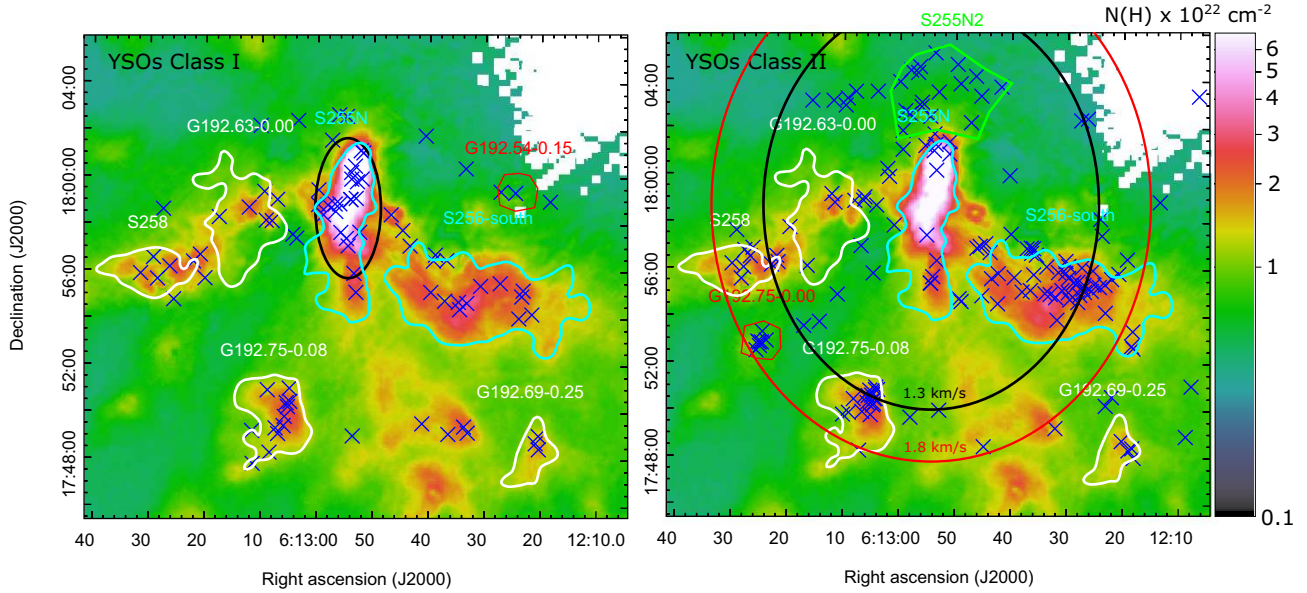 S255N2
N(H) x 10²² cm⁻²
YSOs Class I
YSOs Class II
S255N
G192.63-0.00
G192.54-0.15
S258
S256-south
G192.75-0.08
G192.69-0.25
S255N
G192.63-0.00
S258
S256-south
G192.75-0.00
G192.75-0.08
G192.69-0.25
1.3 km/s
1.8 km/s
6
5
4
3
2
1
0.1
Declination (J2000)
04:00
18:00:00
56:00
52:00
17:48:00
04:00
18:00:00
56:00
52:00
17:48:00
40 30 20 10 6:13:00 50 40 30 20 12:10.0
40 30 20 10 6:13:00 50 40 30 20 12:10
Right ascension (J2000)
Right ascension (J2000)